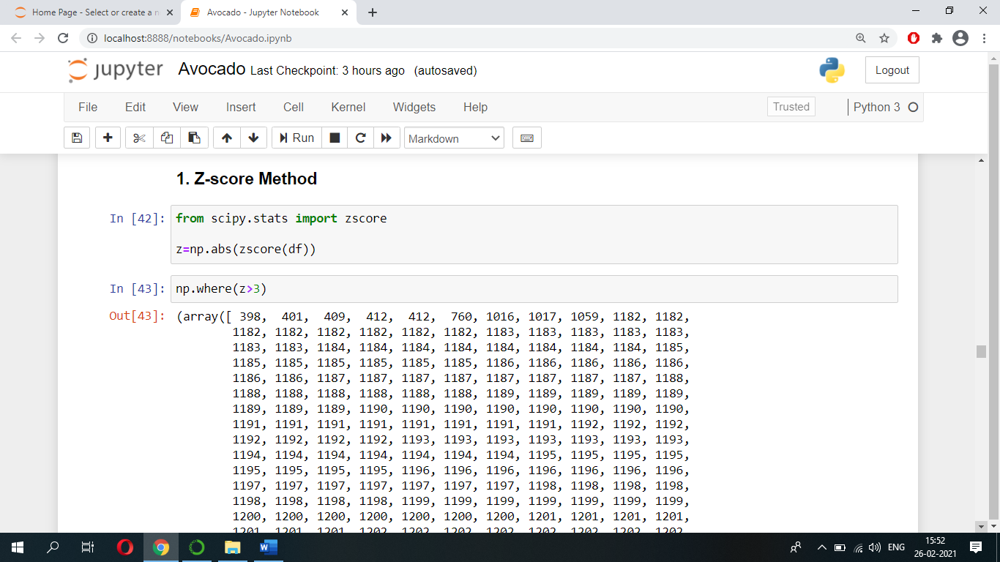 Home Page - Select or create a n
Avocado - Jupyter Notebook
localhost:8888/notebooks/Avocado.ipynb
jupyter Avocado Last Checkpoint: 3 hours ago (autosaved)
Logout
File Edit View Insert Cell Kernel Widgets Help
Trusted
Python 3
Run
Markdown
1. Z-score Method
In [42]: from scipy.stats import zscore
z=np.abs(zscore(df))
In [43]: np.where(z>3)
Out[43]: (array([ 398, 401, 409, 412, 412, 760, 1016, 1017, 1059, 1182, 1182,
1182, 1182, 1182, 1182, 1182, 1182, 1183, 1183, 1183, 1183, 1183,
1183, 1183, 1184, 1184, 1184, 1184, 1184, 1184, 1184, 1184, 1185,
1185, 1185, 1185, 1185, 1185, 1185, 1186, 1186, 1186, 1186, 1186,
1186, 1186, 1187, 1187, 1187, 1187, 1187, 1187, 1187, 1187, 1188,
1188, 1188, 1188, 1188, 1188, 1188, 1189, 1189, 1189, 1189, 1189,
1189, 1189, 1189, 1190, 1190, 1190, 1190, 1190, 1190, 1190, 1190,
1191, 1191, 1191, 1191, 1191, 1191, 1191, 1191, 1192, 1192, 1192,
1192, 1192, 1192, 1192, 1193, 1193, 1193, 1193, 1193, 1193, 1193,
1194, 1194, 1194, 1194, 1194, 1194, 1194, 1195, 1195, 1195, 1195,
1195, 1195, 1195, 1195, 1196, 1196, 1196, 1196, 1196, 1196, 1196,
1197, 1197, 1197, 1197, 1197, 1197, 1197, 1198, 1198, 1198, 1198,
1198, 1198, 1198, 1198, 1199, 1199, 1199, 1199, 1199, 1199, 1199,
1200, 1200, 1200, 1200, 1200, 1200, 1200, 1201, 1201, 1201, 1201,
1201, 1201, 1201, 1202, 1202, 1202, 1202, 1202, 1202, 1202, 1202,
ENG
15:52
26-02-2021